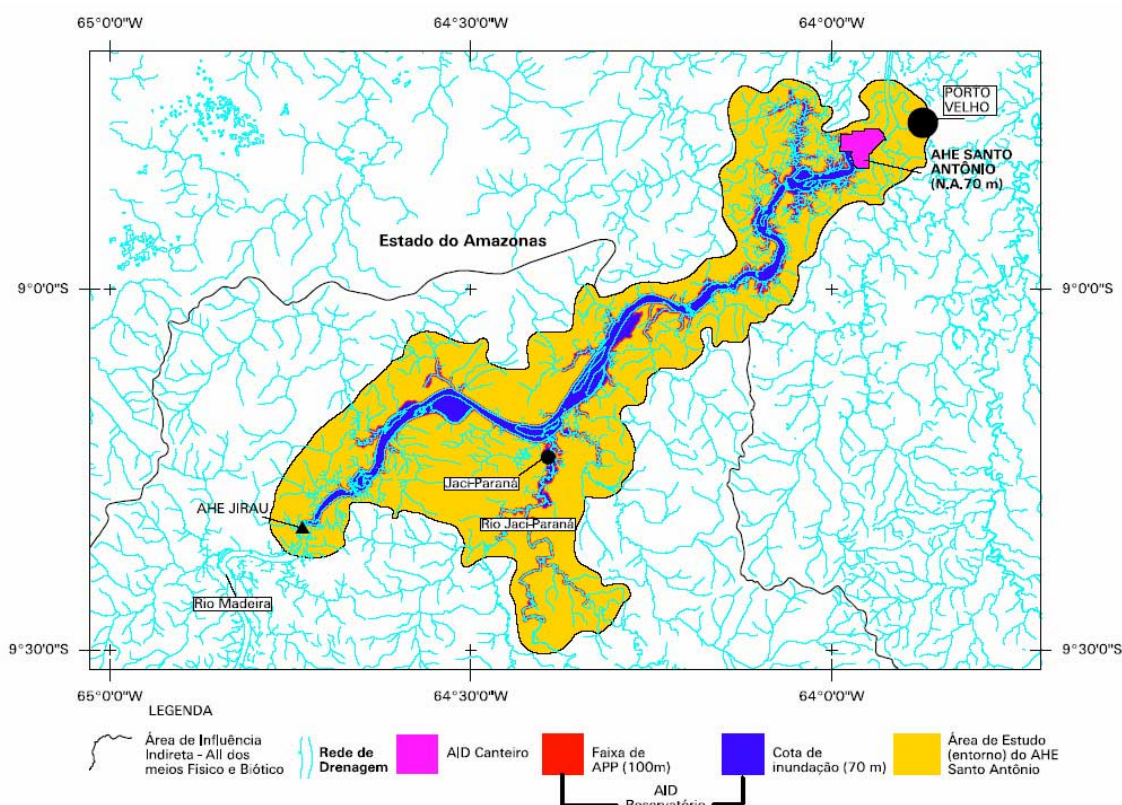 65°0'0"W
64°30'0"W
64°0'0"W
PORTO
VELHO
AHE SANTO
ANTÔNIO
(N.A.70 m)
Estado do Amazonas
9°0'0"S
9°0'0"S
Jaci-Paraná
AHE JIRAU
Rio Jaci-Paraná
Rio Madeira
9°30'0"S
9°30'0"S
65°0'0"W
64°30'0"W
64°0'0"W
LEGENDA
Área de Influência
Indireta - AII dos
meios Físico e Biótico
Rede de
Drenagem
AID Canteiro
Faixa de
APP (100m)
Cota de
inundação (70 m)
Área de Estudo
(entorno) do AHE
Santo Antônio
AID
Reservatório